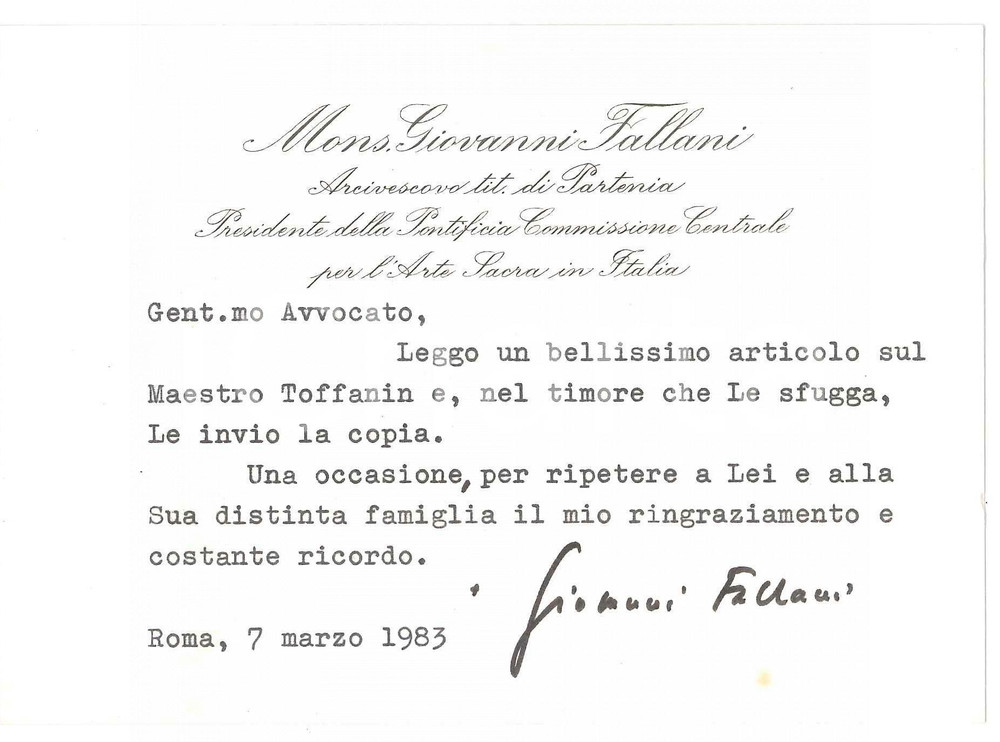 Mons. Giovanni Fallani
Arcivescovo tit. di Partenia
Presidente della Pontificia Commissione Centrale
per l'Arte Sacra in Italia
Gent.mo Avvocato,
Leggo un bellissimo articolo sul
Maestro Toffanin e, nel timore che Le sfugga,
Le invio la copia.
Una occasione, per ripetere a Lei e alla
Sua distinta famiglia il mio ringraziamento e
costante ricordo.
Giovanni Fallani
Roma, 7 marzo 1983